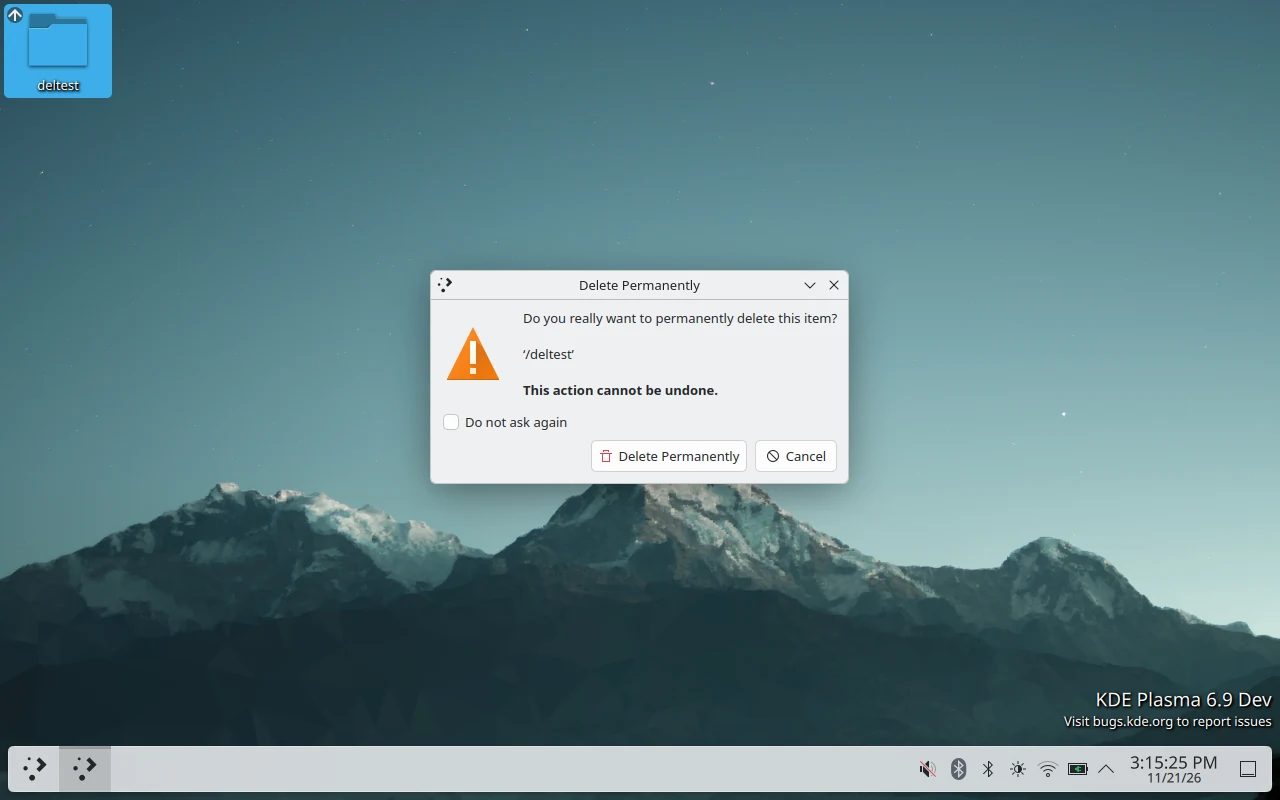 deltest
Delete Permanently
Do you really want to permanently delete this item?
‘/deltest’
This action cannot be undone.
Do not ask again
Delete Permanently
Cancel
KDE Plasma 6.9 Dev
Visit bugs.kde.org to report issues
3:15:25 PM
11/21/26